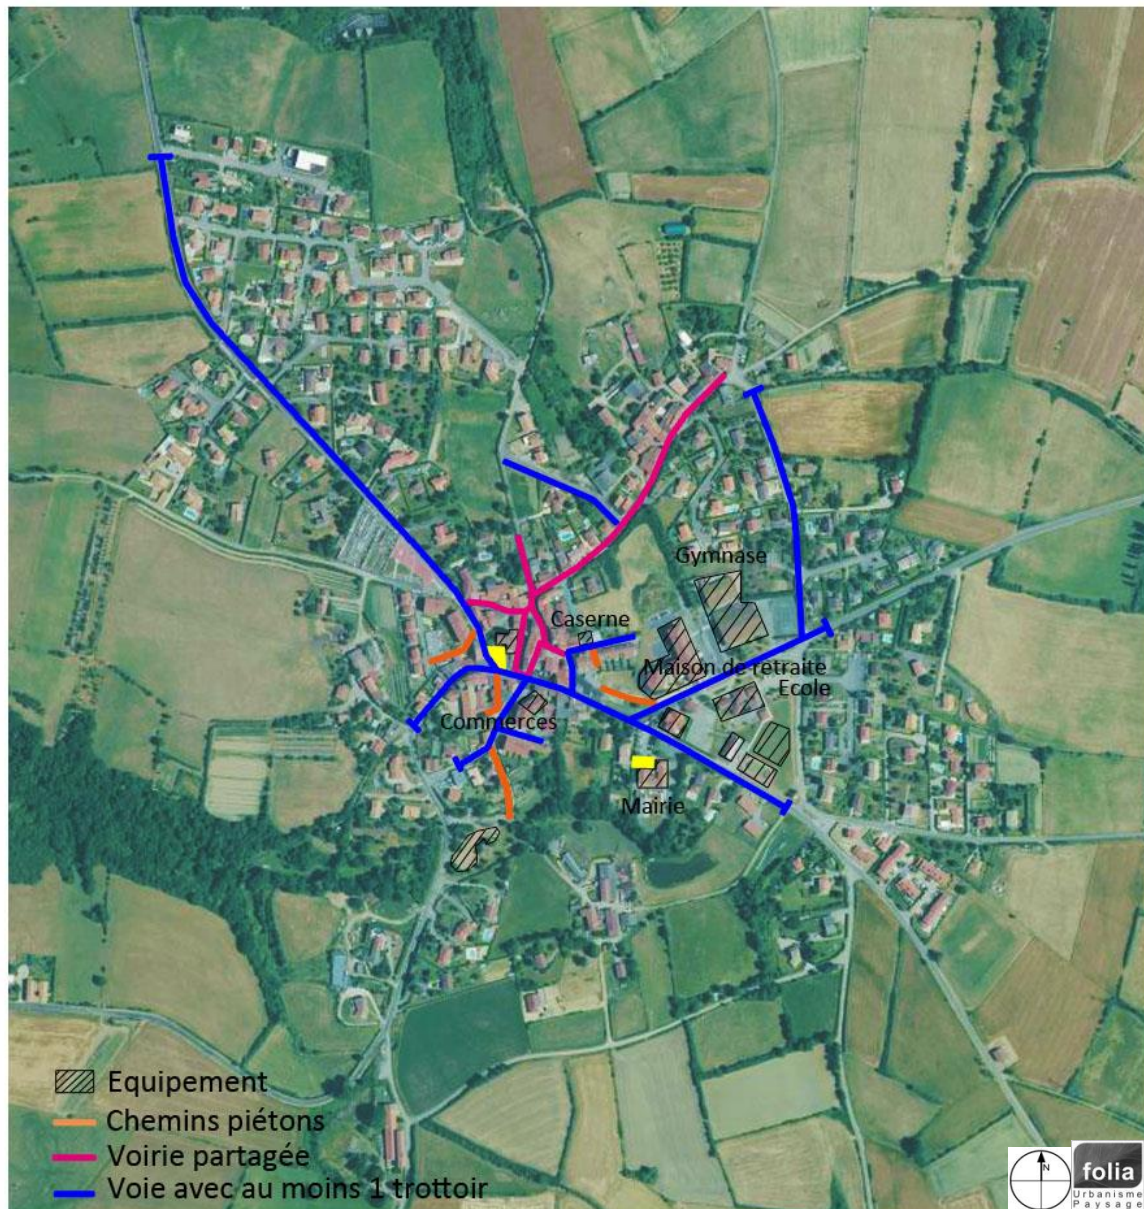 Gymnase
Caserne
Maison de retraite
Ecole
Commerces
Mairie
Equipement
Chemins piétons
Voirie partagée
Voie avec au moins 1 trottoir
N
folia
Urbanisme
Paysage